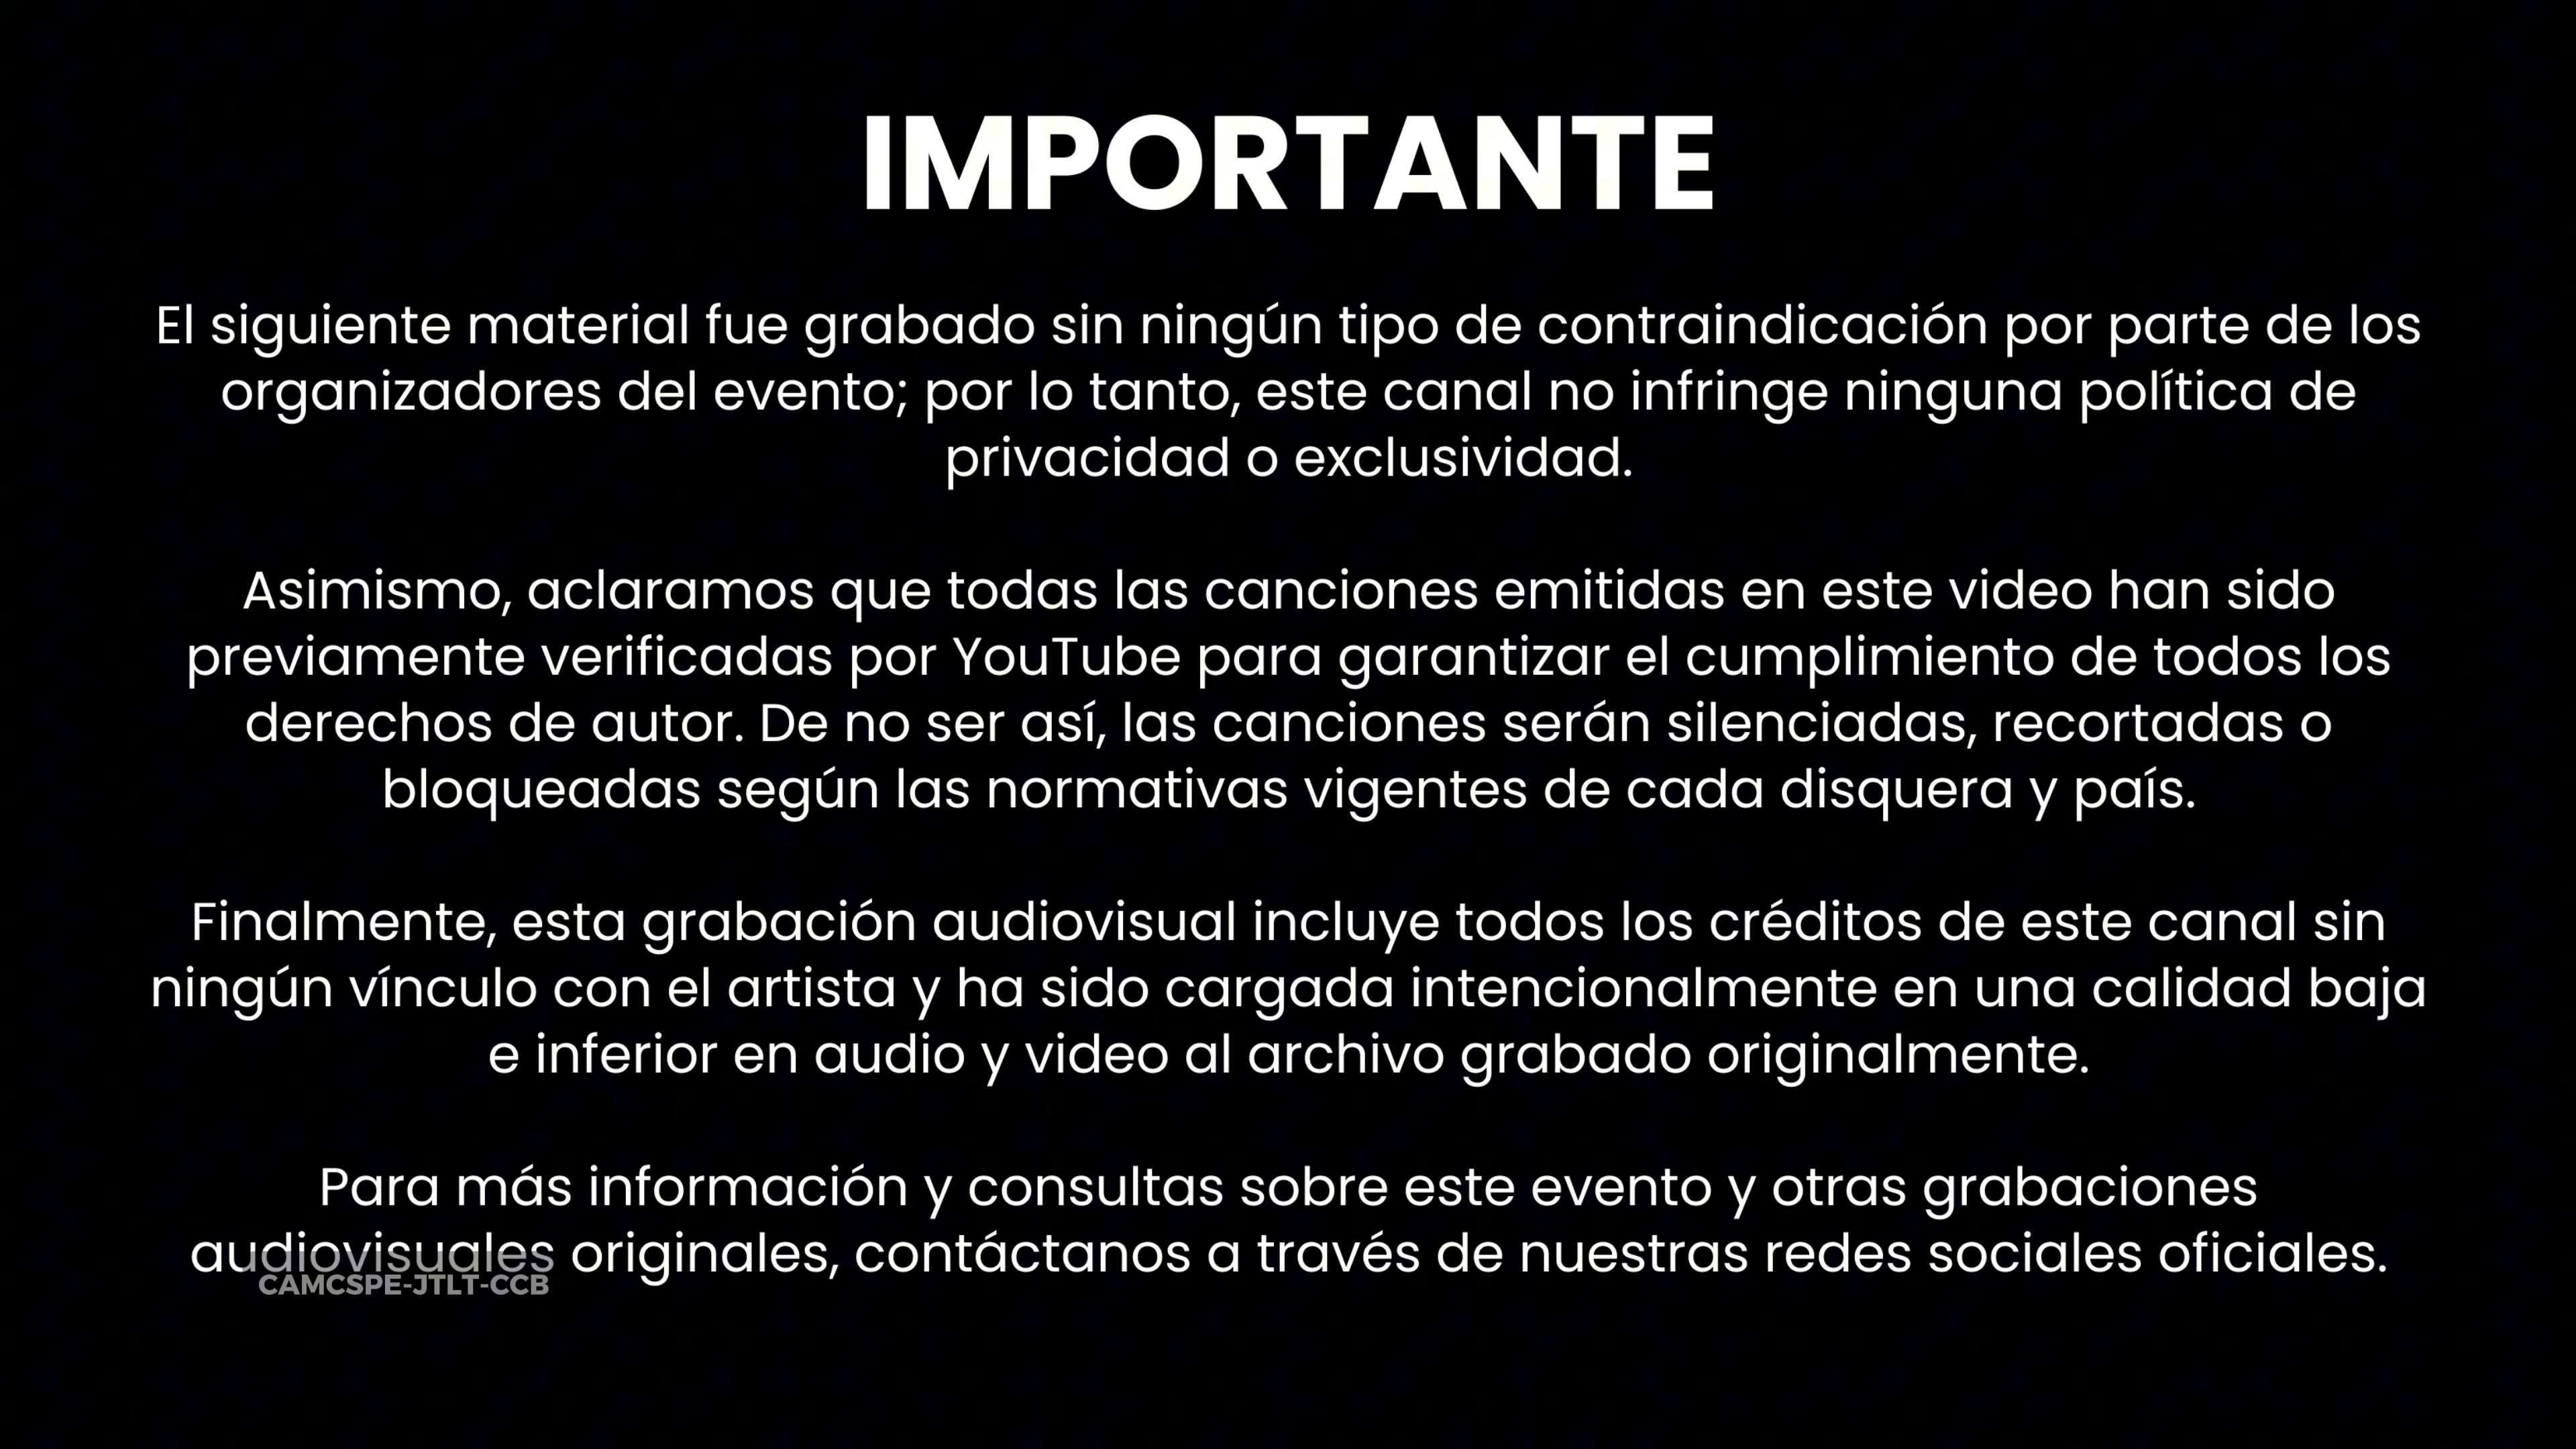 IMPORTANTE
El siguiente material fue grabado sin ningún tipo de contraindicación por parte de los
organizadores del evento; por lo tanto, este canal no infringe ninguna política de
privacidad o exclusividad.
Asimismo, aclaramos que todas las canciones emitidas en este video han sido
previamente verificadas por YouTube para garantizar el cumplimiento de todos los
derechos de autor. De no ser así, las canciones serán silenciadas, recortadas o
bloqueadas según las normativas vigentes de cada disquera y país.
Finalmente, esta grabación audiovisual incluye todos los créditos de este canal sin
ningún vínculo con el artista y ha sido cargada intencionalmente en una calidad baja
e inferior en audio y video al archivo grabado originalmente.
Para más información y consultas sobre este evento y otras grabaciones
audiovisuales originales, contáctanos a través de nuestras redes sociales oficiales.
CAMCSPE-JTLT-CCB